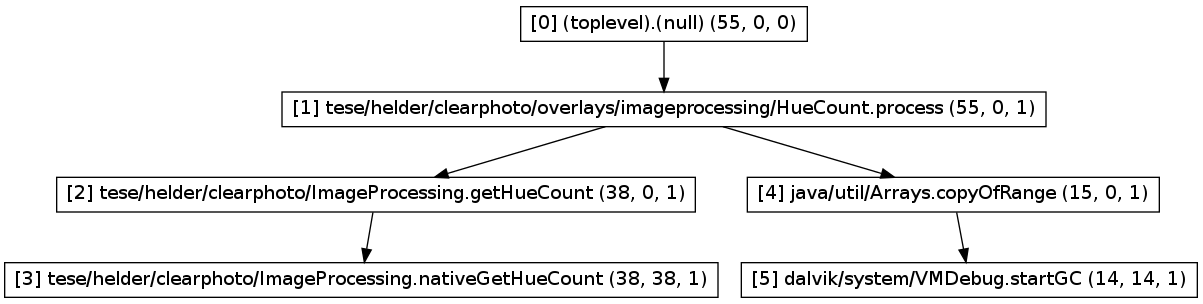 [0] (toplevel).(null) (55, 0, 0)
[1] tese/helder/clearphoto/overlays/imageprocessing/HueCount.process (55, 0, 1)
[2] tese/helder/clearphoto/ImageProcessing.getHueCount (38, 0, 1)
[4] java/util/Arrays.copyOfRange (15, 0, 1)
[3] tese/helder/clearphoto/ImageProcessing.nativeGetHueCount (38, 38, 1)
[5] dalvik/system/VMDebug.startGC (14, 14, 1)